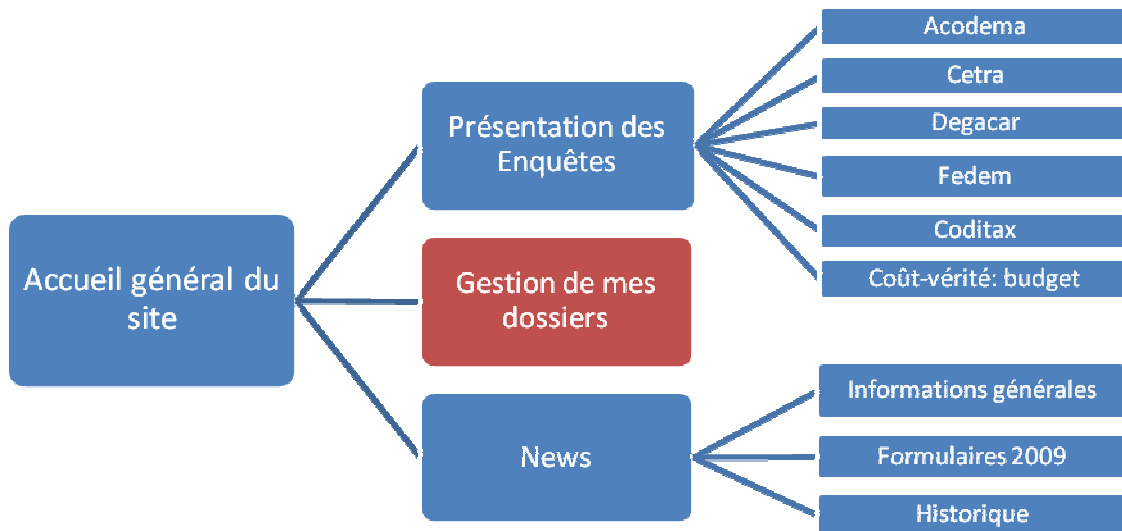 Accueil général du
site
Présentation des
Enquêtes
Acodema
Cetra
Degacar
Fedem
Coditax
Coût-vérité: budget
Gestion de mes
dossiers
News
Informations générales
Formulaires 2009
Historique